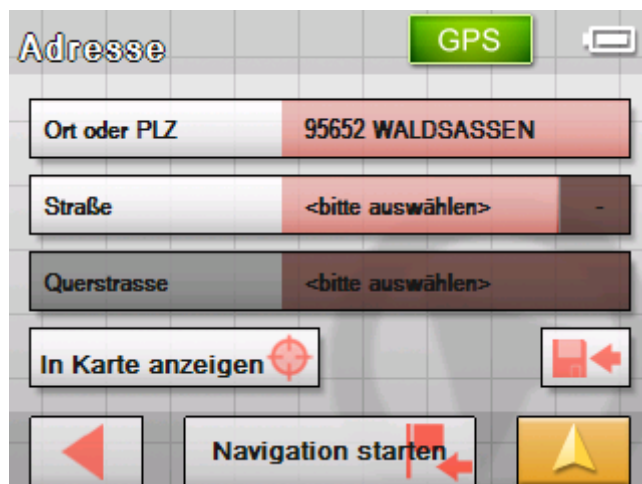 Adresse
GPS
Ort oder PLZ 95652 WALDSASSEN
Straße <bitte auswählen> -
Querstrasse <bitte auswählen>
In Karte anzeigen
Navigation starten